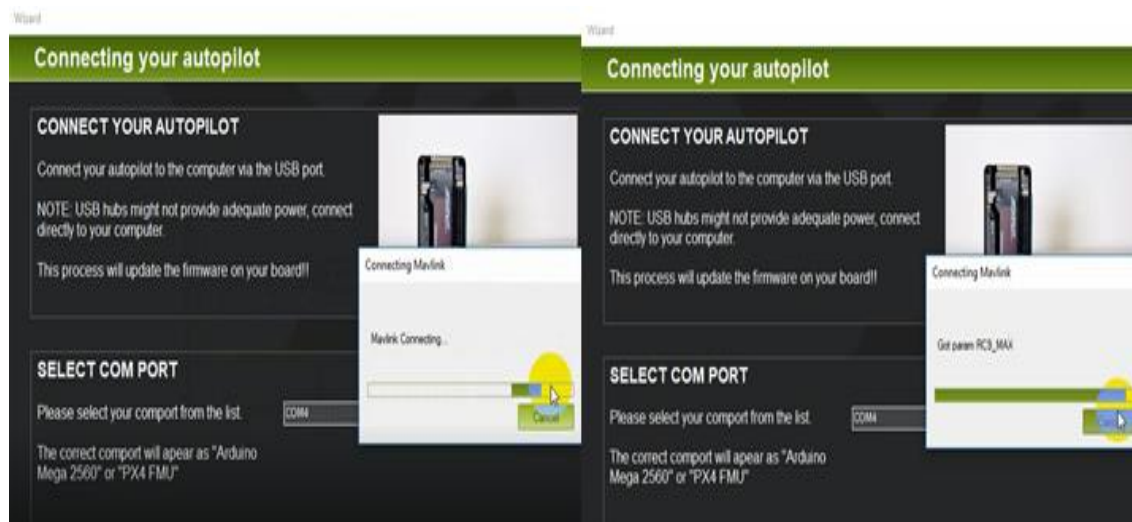 Wizard
Connecting your autopilot
CONNECT YOUR AUTOPILOT
Connect your autopilot to the computer via the USB port.
NOTE: USB hubs might not provide adequate power, connect
directly to your computer.
This process will update the firmware on your board!!
Connecting Mavlink
Mavlink Connecting...
Cancel
SELECT COM PORT
Please select your comport from the list.
COM4
The correct comport will apear as "Arduino
Mega 2560" or "PX4 FMU"
Wizard
Connecting your autopilot
CONNECT YOUR AUTOPILOT
Connect your autopilot to the computer via the USB port.
NOTE: USB hubs might not provide adequate power, connect
directly to your computer.
This process will update the firmware on your board!!
Connecting Mavlink
Got param
SELECT COM PORT
Please select your comport from the list.
COM4
The correct comport will apear as "Arduino
Mega 2560" or "PX4 FMU"